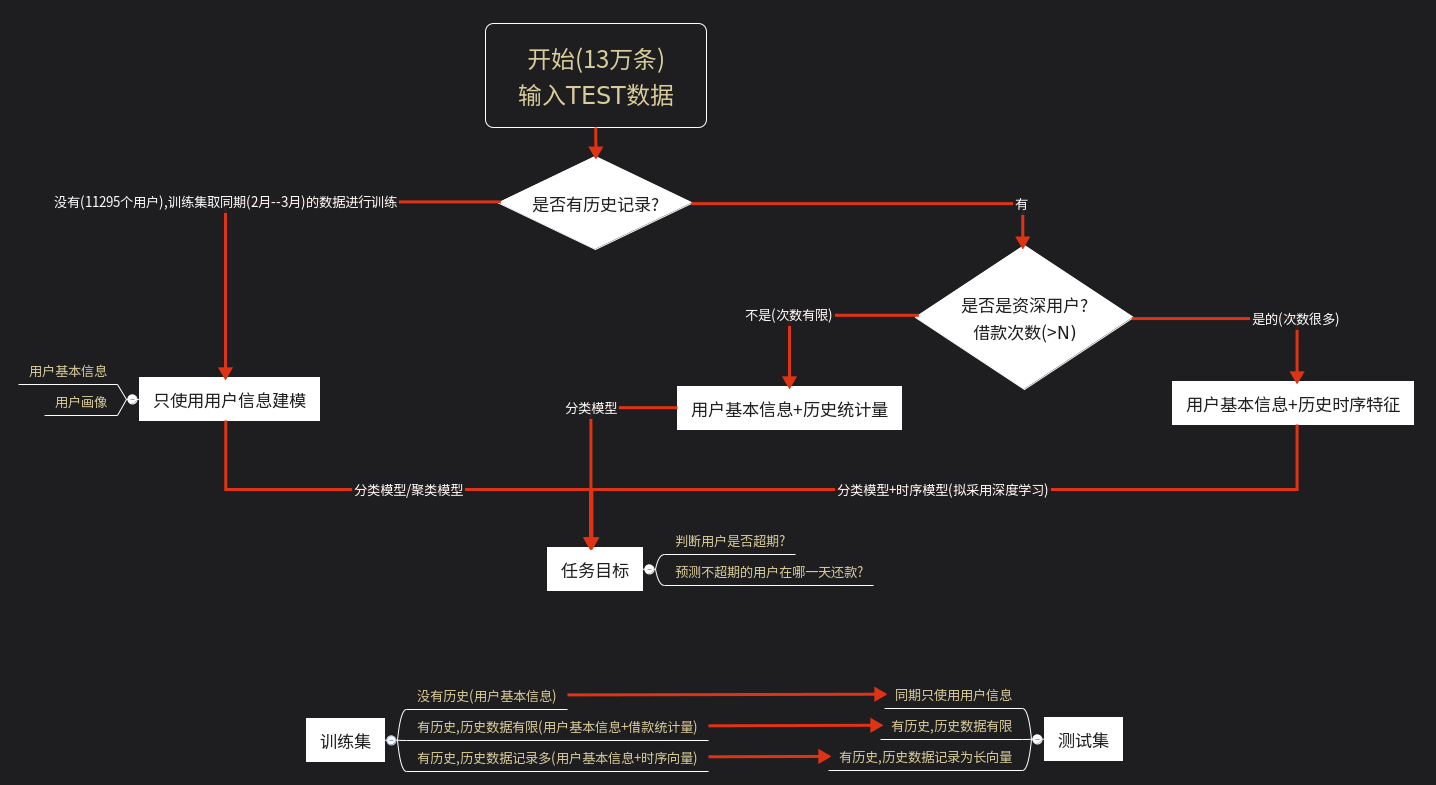 开始(13万条)
输入TEST数据
是否有历史记录?
没有(11295个用户),训练集取同期(2月--3月)的数据进行训练
有
是否是资深用户?
借款次数(>N)
不是(次数有限)
是的(次数很多)
用户基本信息
用户画像
只使用用户信息建模
用户基本信息+历史统计量
用户基本信息+历史时序特征
分类模型
分类模型/聚类模型
分类模型+时序模型(拟采用深度学习)
任务目标
判断用户是否超期?
预测不超期的用户在哪一天还款?
训练集
没有历史(用户基本信息)
有历史,历史数据有限(用户基本信息+借款统计量)
有历史,历史数据记录多(用户基本信息+时序向量)
同期只使用用户信息
有历史,历史数据有限
有历史,历史数据记录为长向量
测试集